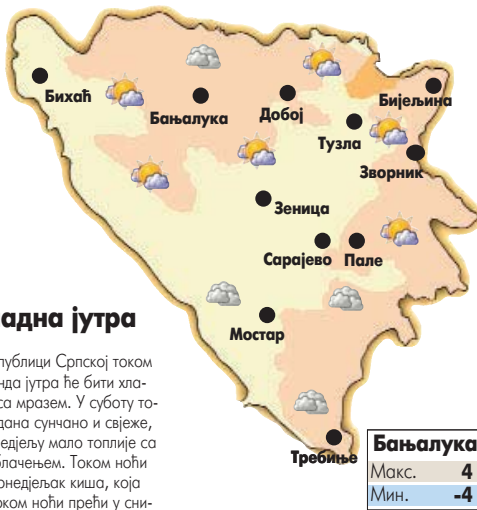 Бихаћ
Бањалука
Добој
Бијељина
Тузла
Зворник
Зеница
Сарајево Пале
Мостар
Требиње
адна јутра
публици Српској током
нда јутра ће бити хла-
са мразем. У суботу то-
дана сунчано и свјеже,
едјељу мало топлије са
блачењем. Током ноћи
онедјељак киша, која
ком ноћи прећи у сни-
Бањалука
Макс. 4
Мин. -4